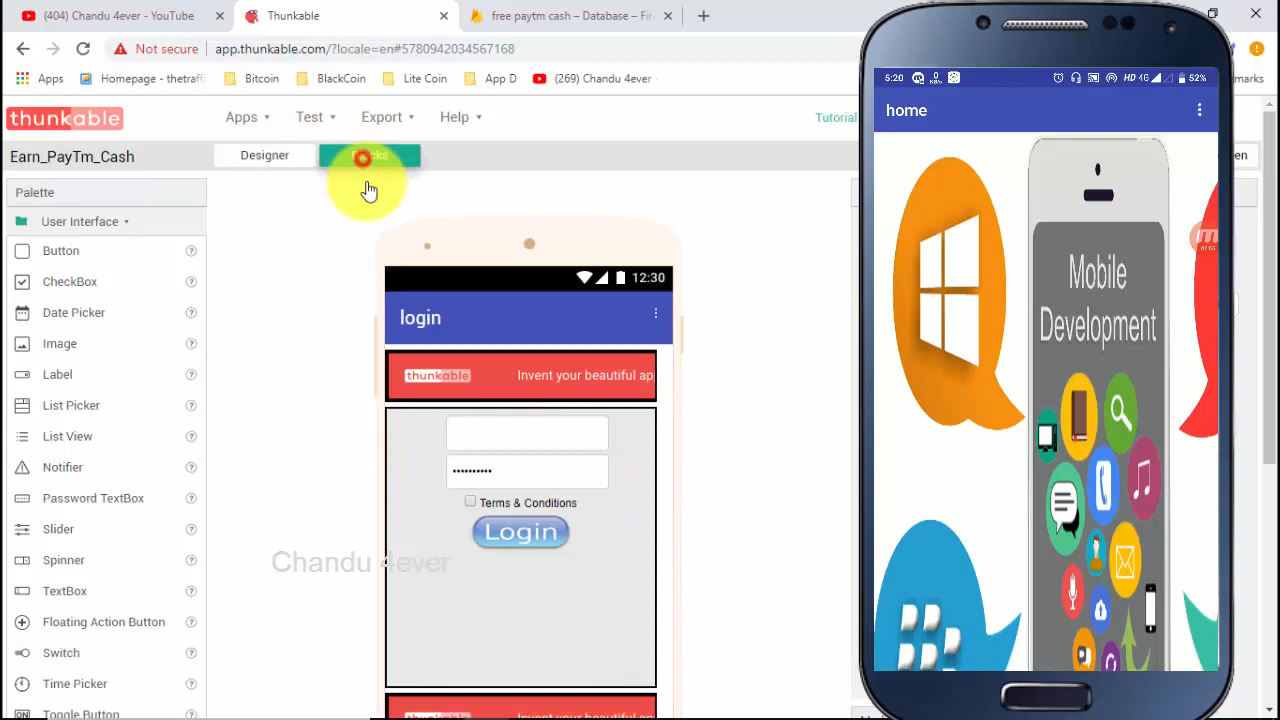 (404) Chandu 4ever - YouTube
Thunkable
free paytm cash – Database – Fi
Not secure
app.thunkable.com/?locale=en#5780942034567168
Apps
Homepage - thetraff
Bitcoin
BlackCoin
Lite Coin
App D
(269) Chandu 4ever -
marks
thunkable
Apps
Test
Export
Help
Tutorial
Earn_PayTm_Cash
Designer
en
Palette
User Interface
Button
CheckBox
Date Picker
Image
Label
List Picker
List View
Notifier
Password TextBox
Slider
Spinner
TextBox
Floating Action Button
Switch
Time Picker
Toggle Button
12:30
login
thunkable
Invent your beautiful ap
••••••••••
Terms & Conditions
Login
Chandu 4ever
5:20
HD 4G
52%
home
Mobile
Development